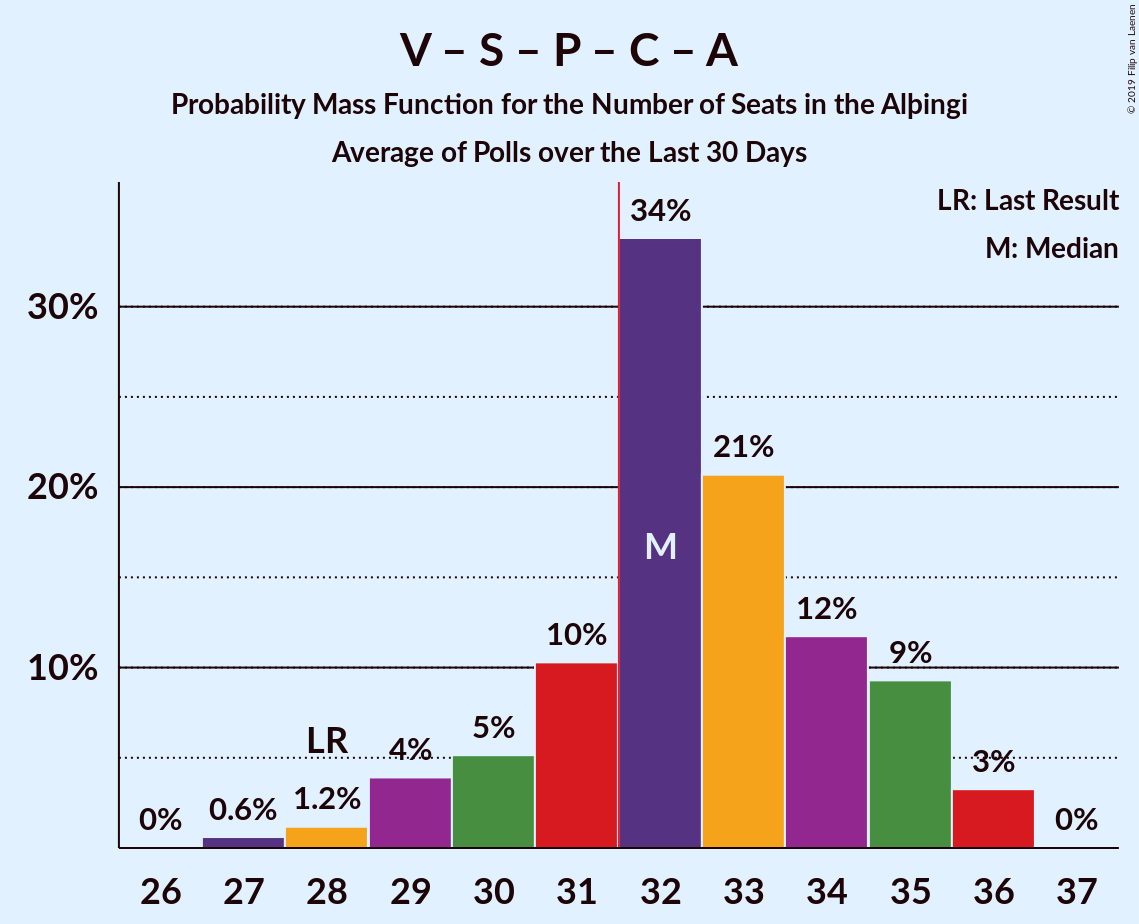 V – S – P – C – A
Probability Mass Function for the Number of Seats in the Alþingi
Average of Polls over the Last 30 Days
© 2019 Filip van Laenen
LR: Last Result
M: Median
34%
30%
21%
20%
M
12%
10%
9%
10%
LR
5%
4%
3%
1.2%
0.6%
0%
0%
26 27 28 29 30 31 32 33 34 35 36 37